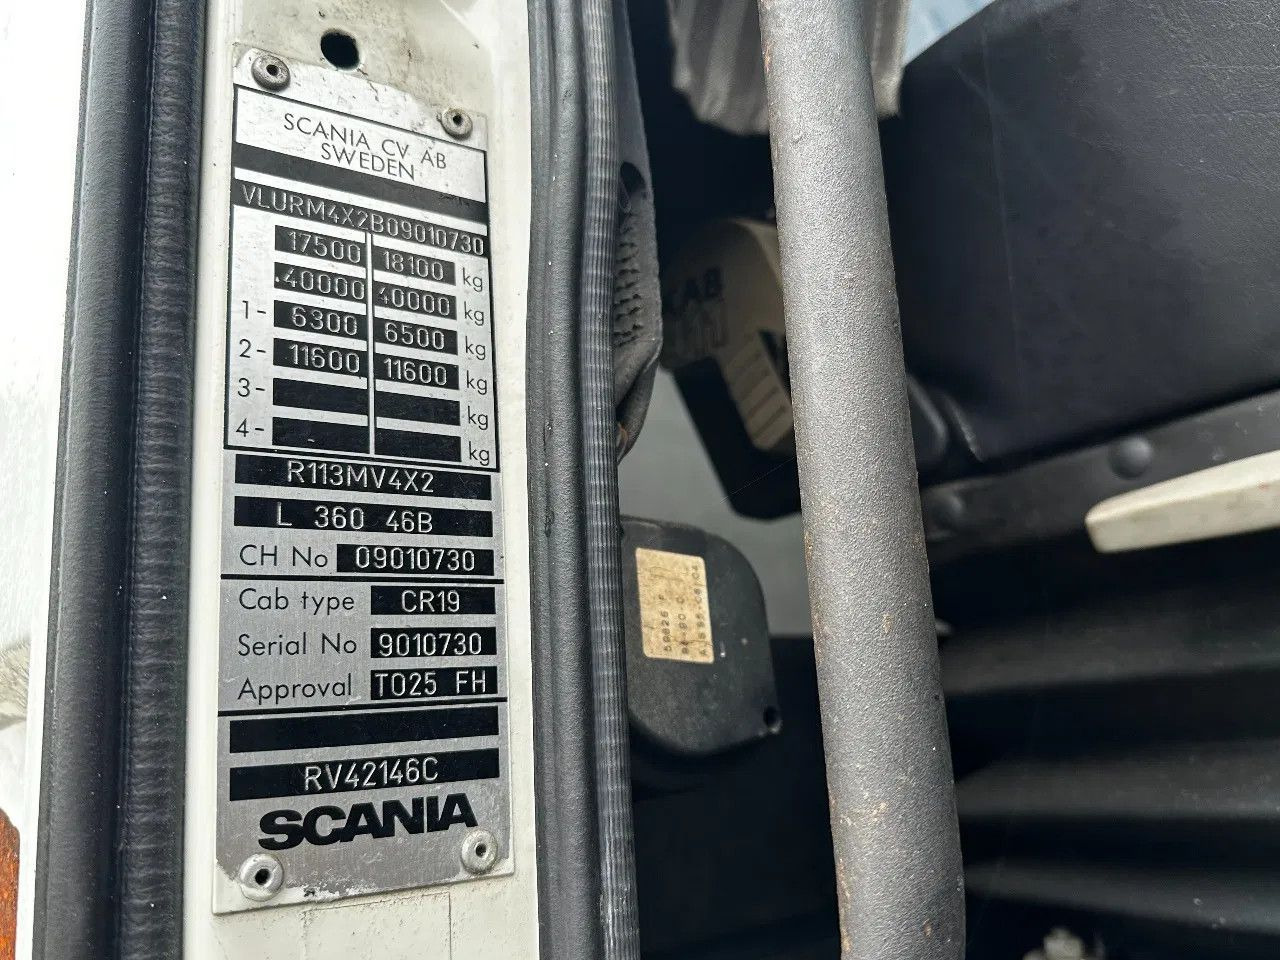 SCANIA CV AB
SWEDEN
VLURM4X2B09010730
17500 18100 kg
40000 40000 kg
1- 6300 6500 kg
2- 11600 11600 kg
3- kg
4- kg
R113MV4X2
L 360 46B
CH No 09010730
Cab type CR19
Serial No 9010730
Approval T025 FH
RV42146C
SCANIA